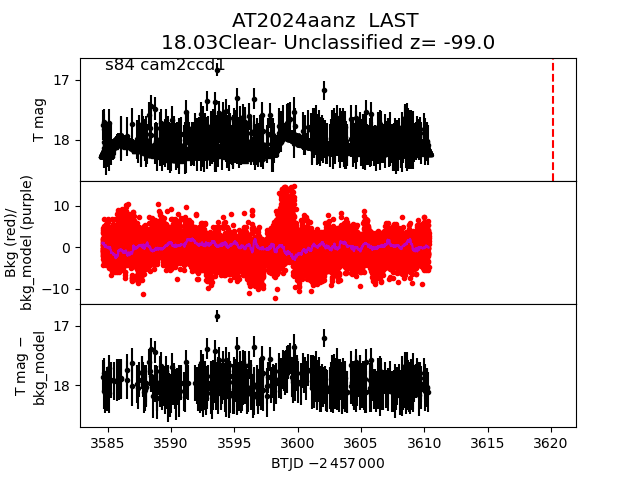 AT2024aanz  LAST
18.03Clear- Unclassified z= -99.0
s84 cam2ccd1
T mag
17
18
Bkg (red)/
bkg_model (purple)
10
0
−10
T mag −
bkg_model
17
18
3585 3590 3595 3600 3605 3610 3615 3620
BTJD −2 457 000